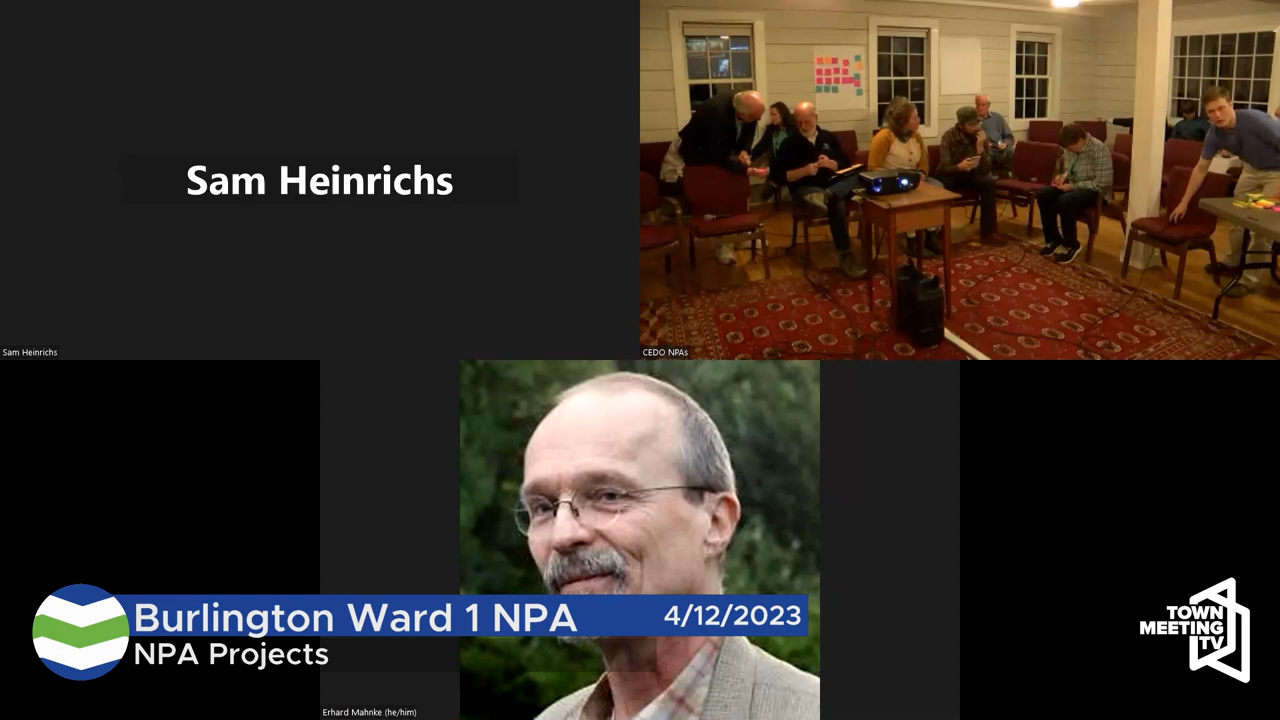 Sam Heinrichs
Sam Heinrichs
CEDO NPAs
Burlington Ward 1 NPA 4/12/2023
NPA Projects
TOWN
MEETING
TV
Erhard Mahnke (he/him)